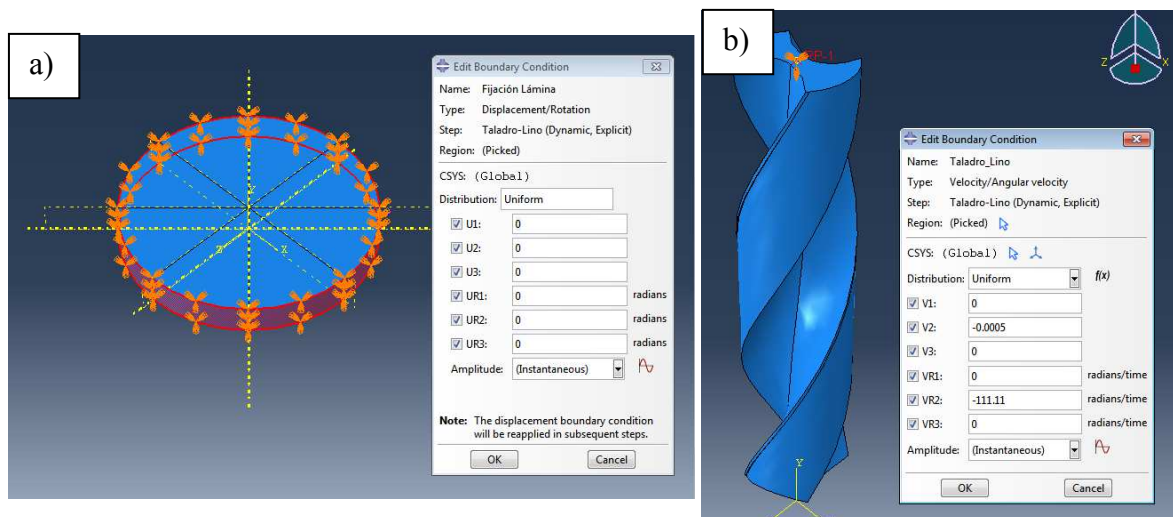 a)
Edit Boundary Condition
Name: Fijación Lámina
Type: Displacement/Rotation
Step: Taladro-Lino (Dynamic, Explicit)
Region: (Picked)
CSYS: (Global)
Distribution: Uniform
U1: 0
U2: 0
U3: 0
UR1: 0 radians
UR2: 0 radians
UR3: 0 radians
Amplitude: (Instantaneous)
Note: The displacement boundary condition
will be reapplied in subsequent steps.
OK Cancel
Y
Z X
b)
RP-1
Z X
Y
Edit Boundary Condition
Name: Taladro_Lino
Type: Velocity/Angular velocity
Step: Taladro-Lino (Dynamic, Explicit)
Region: (Picked)
CSYS: (Global)
Distribution: Uniform f(x)
V1: 0
V2: -0.0005
V3: 0
VR1: 0 radians/time
VR2: -111.11 radians/time
VR3: 0 radians/time
Amplitude: (Instantaneous)
OK Cancel